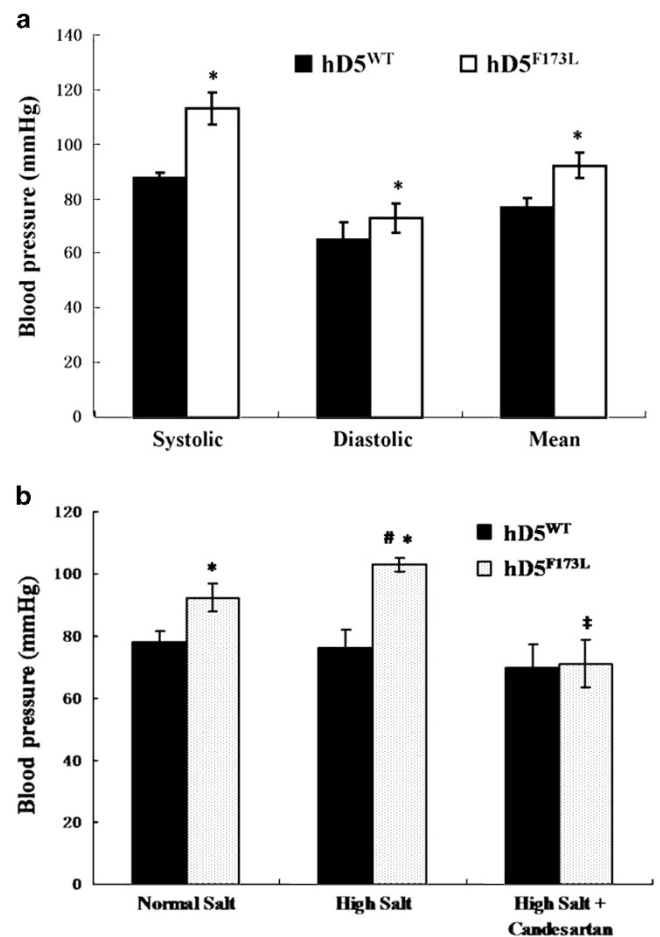 a
140
120
100
80
60
40
20
0
Blood pressure (mmHg)
hD5WT hD5F173L
* * *
Systolic Diastolic Mean
b
120
100
80
60
40
20
0
Blood pressure (mmHg)
hD5WT
hD5F173L
* # * ‡
Normal Salt High Salt High Salt +
Candesartan